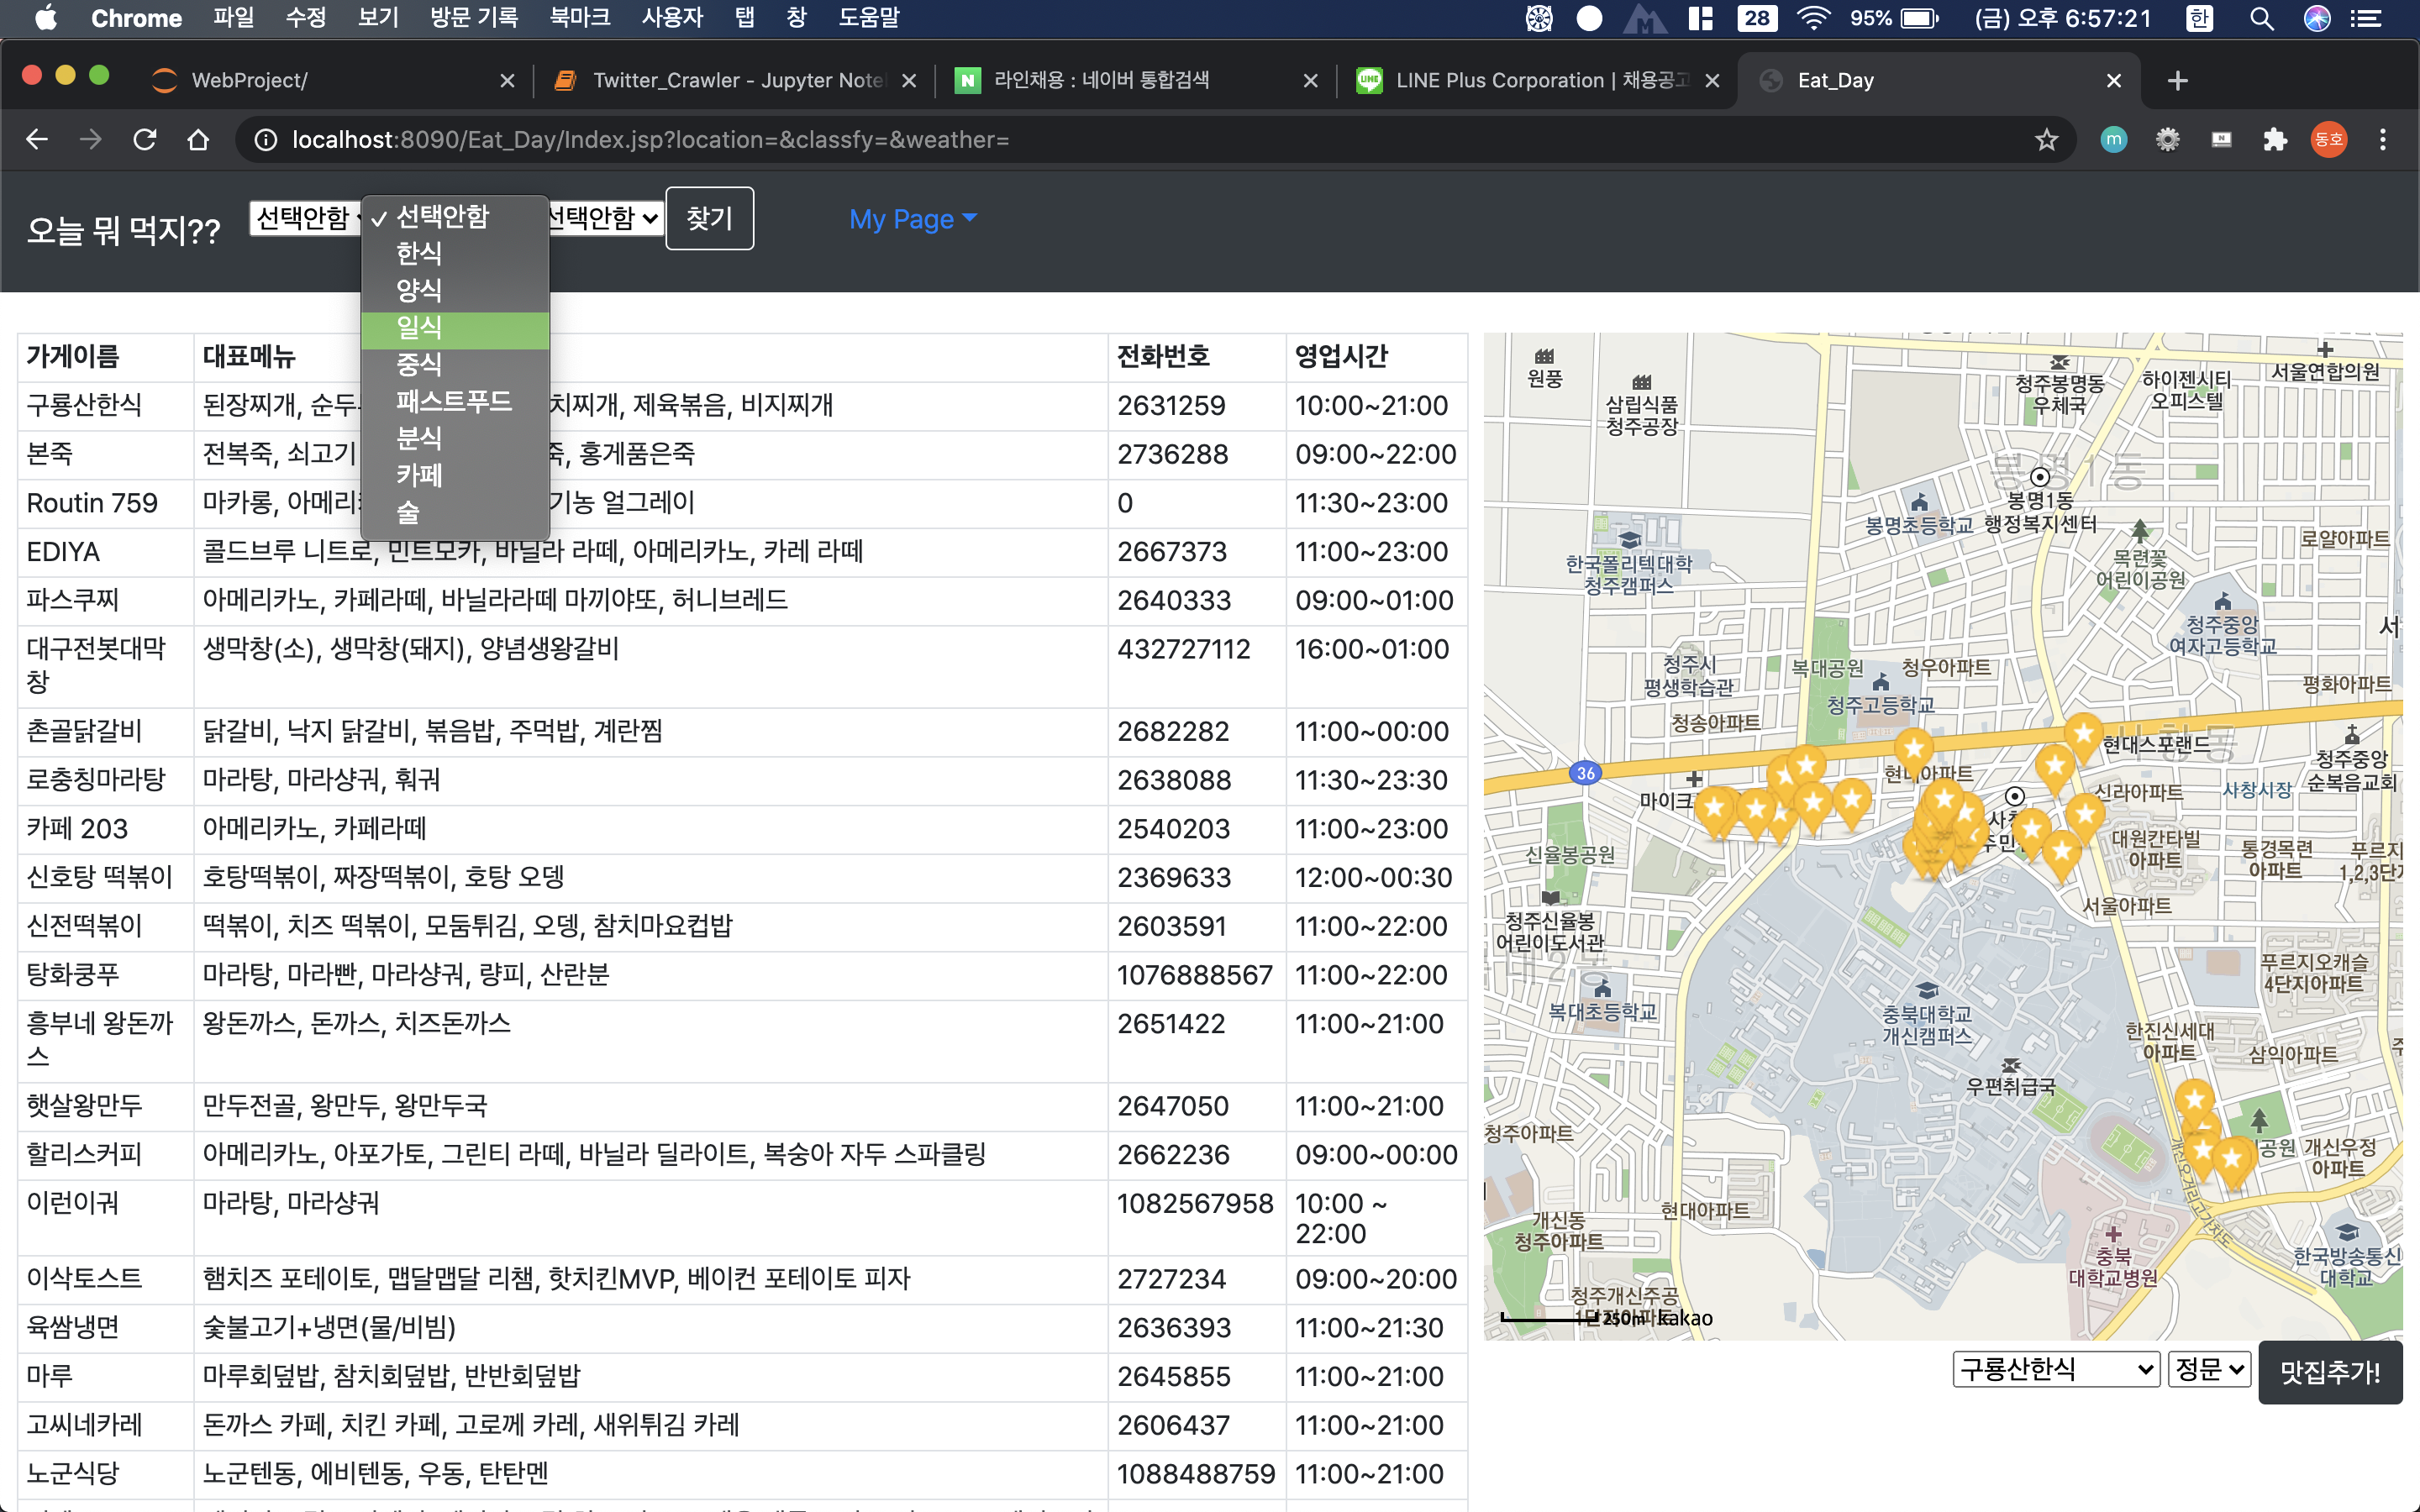 Chrome 파일 수정 보기 방문 기록 북마크 사용자 탭 창 도움말 28 95% (금) 오후 6:57:21 한
WebProject/ Twitter_Crawler - Jupyter Note 라인채용 : 네이버 통합검색 LINE Plus Corporation | 채용공고 Eat_Day
localhost:8090/Eat_Day/Index.jsp?location=&classfy=&weather= m N 동호
오늘 뭐 먹지?? 선택안함 선택안함 선택안함 찾기 My Page
한식
양식
일식
중식
패스트푸드
분식
카페
술
가게이름 대표메뉴 전화번호 영업시간
구룡산한식 된장찌개, 순두 치찌개, 제육볶음, 비지찌개 2631259 10:00~21:00
본죽 전복죽, 쇠고기 죽, 홍게품은죽 2736288 09:00~22:00
Routin 759 마카롱, 아메리 기농 얼그레이 0 11:30~23:00
EDIYA 콜드브루 니트로, 민트모카, 바닐라 라떼, 아메리카노, 카레 라떼 2667373 11:00~23:00
파스쿠찌 아메리카노, 카페라떼, 바닐라라떼 마끼야또, 허니브레드 2640333 09:00~01:00
대구전봇대막
창 생막창(소), 생막창(돼지), 양념생왕갈비 432727112 16:00~01:00
촌골닭갈비 닭갈비, 낙지 닭갈비, 볶음밥, 주먹밥, 계란찜 2682282 11:00~00:00
로충칭마라탕 마라탕, 마라샹궈, 훠궈 2638088 11:30~23:30
카페 203 아메리카노, 카페라떼 2540203 11:00~23:00
신호탕 떡볶이 호탕떡볶이, 짜장떡볶이, 호탕 오뎅 2369633 12:00~00:30
신전떡볶이 떡볶이, 치즈 떡볶이, 모둠튀김, 오뎅, 참치마요컵밥 2603591 11:00~22:00
탕화쿵푸 마라탕, 마라빤, 마라샹궈, 량피, 산란분 1076888567 11:00~22:00
흥부네 왕돈까
스 왕돈까스, 돈까스, 치즈돈까스 2651422 11:00~21:00
햇살왕만두 만두전골, 왕만두, 왕만두국 2647050 11:00~21:00
할리스커피 아메리카노, 아포가토, 그린티 라떼, 바닐라 딜라이트, 복숭아 자두 스파클링 2662236 09:00~00:00
이런이궈 마라탕, 마라샹궈 1082567958 10:00 ~
22:00
이삭토스트 햄치즈 포테이토, 맵달맵달 리챔, 핫치킨MVP, 베이컨 포테이토 피자 2727234 09:00~20:00
육쌈냉면 숯불고기+냉면(물/비빔) 2636393 11:00~21:30
마루 마루회덮밥, 참치회덮밥, 반반회덮밥 2645855 11:00~21:00
고씨네카레 돈까스 카페, 치킨 카페, 고로께 카레, 새위튀김 카레 2606437 11:00~21:00
노군식당 노군텐동, 에비텐동, 우동, 탄탄멘 1088488759 11:00~21:00
원풍
삼립식품
청주공장
청주봉명동
우체국
하이젠시티
오피스텔
서울연합의원
봉명1동
봉명1동
행정복지센터
봉명초등학교
로얄아파트
목련꽃
어린이공원
한국폴리텍대학
청주캠퍼스
청주중앙
여자고등학교
서
청주시
평생학습관
복대공원
청우아파트
청주고등학교
평화아파트
청송아파트
현대스포랜드
청주중앙
순복음교회
36
현대아파트
마이크
신라아파트
사창시장
대원칸타빌
아파트
통경목련
아파트
푸르지
1,2,3단지
신율봉공원
서울아파트
청주신율봉
어린이도서관
푸르지오캐슬
4단지아파트
복대초등학교
충북대학교
개신캠퍼스
한진신세대
아파트
삼익아파트
우편취급국
청주아파트
공원
개신우정
아파트
개신오거리고가차도
현대아파트
개신동
청주아파트
충북
대학교병원
한국방송통신
대학교
청주개신주공
1단지아파트
250m kakao
구룡산한식 정문 맛집추가!